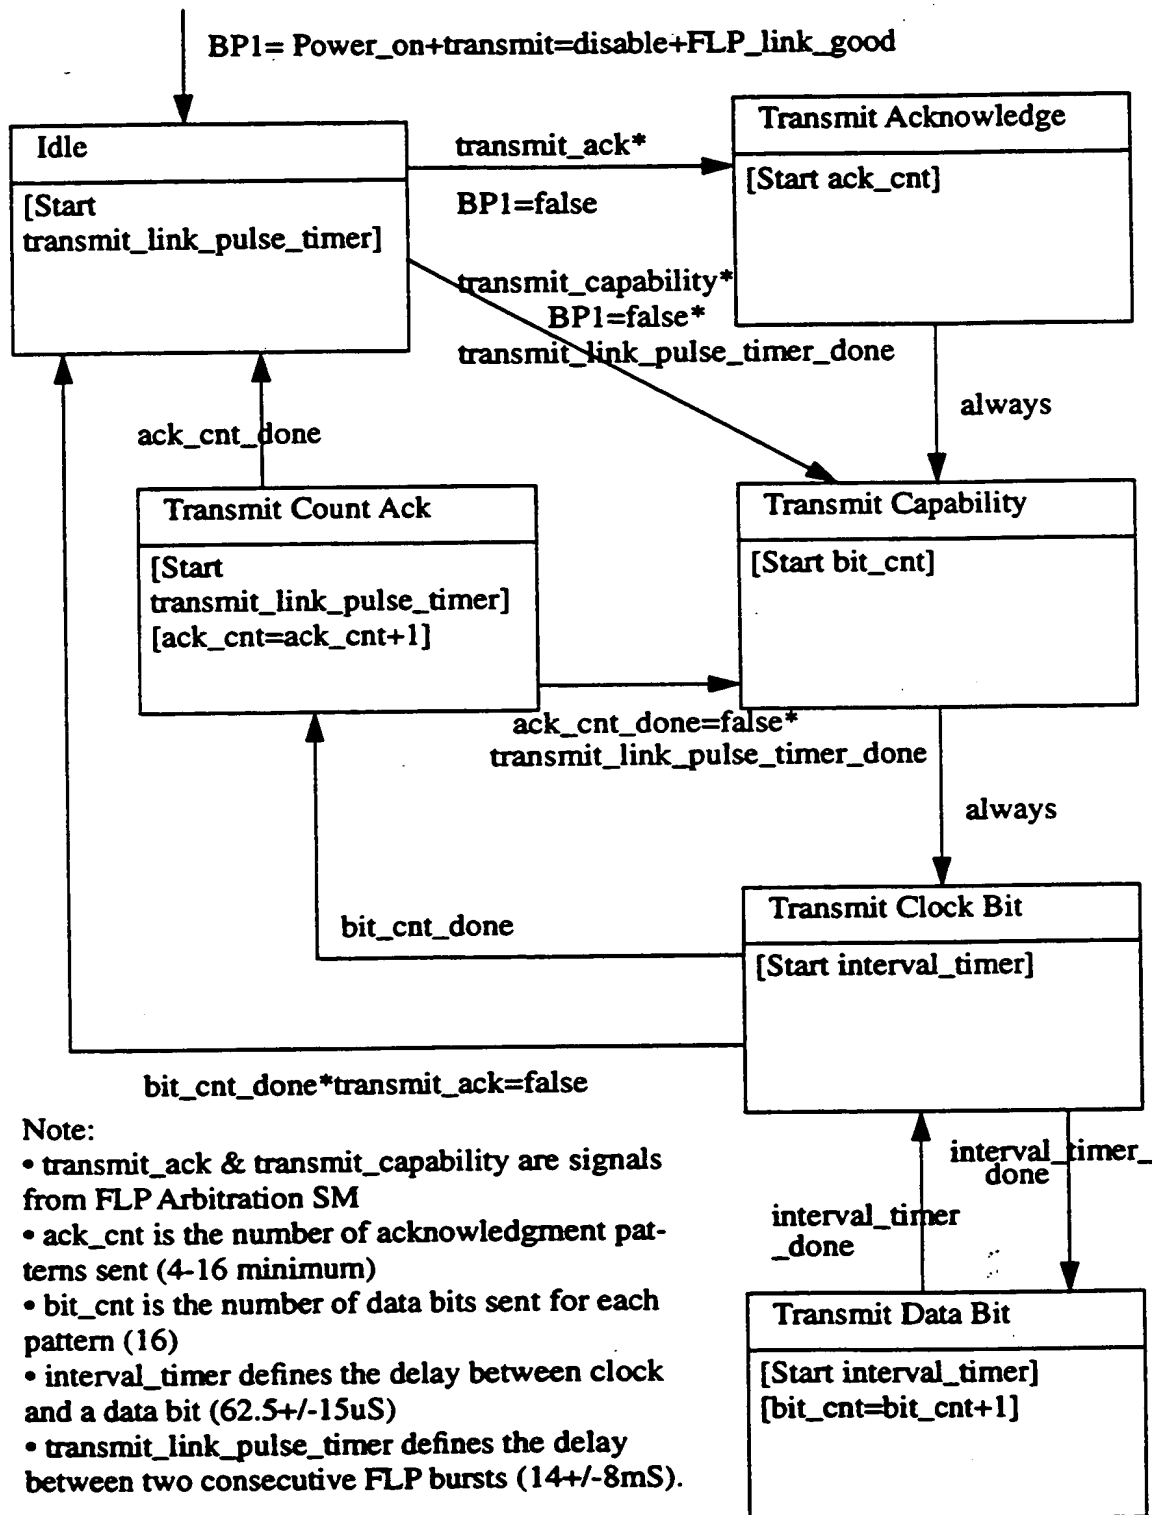 BP1= Power_on+transmit=disable+FLP_link_good
Idle
[Start
transmit_link_pulse_timer]
transmit_ack*
BP1=false
Transmit Acknowledge
[Start ack_cnt]
transmit_capability*
BP1=false*
transmit_link_pulse_timer_done
always
ack_cnt_done
Transmit Count Ack
[Start
transmit_link_pulse_timer]
[ack_cnt=ack_cnt+1]
Transmit Capability
[Start bit_cnt]
ack_cnt_done=false*
transmit_link_pulse_timer_done
always
bit_cnt_done
Transmit Clock Bit
[Start interval_timer]
bit_cnt_done*transmit_ack=false
interval_timer_
done
interval_timer
_done
Transmit Data Bit
[Start interval_timer]
[bit_cnt=bit_cnt+1]
Note:
• transmit_ack & transmit_capability are signals
from FLP Arbitration SM
• ack_cnt is the number of acknowledgment pat-
terns sent (4-16 minimum)
• bit_cnt is the number of data bits sent for each
pattern (16)
• interval_timer defines the delay between clock
and a data bit (62.5+/-15uS)
• transmit_link_pulse_timer defines the delay
between two consecutive FLP bursts (14+/-8mS).